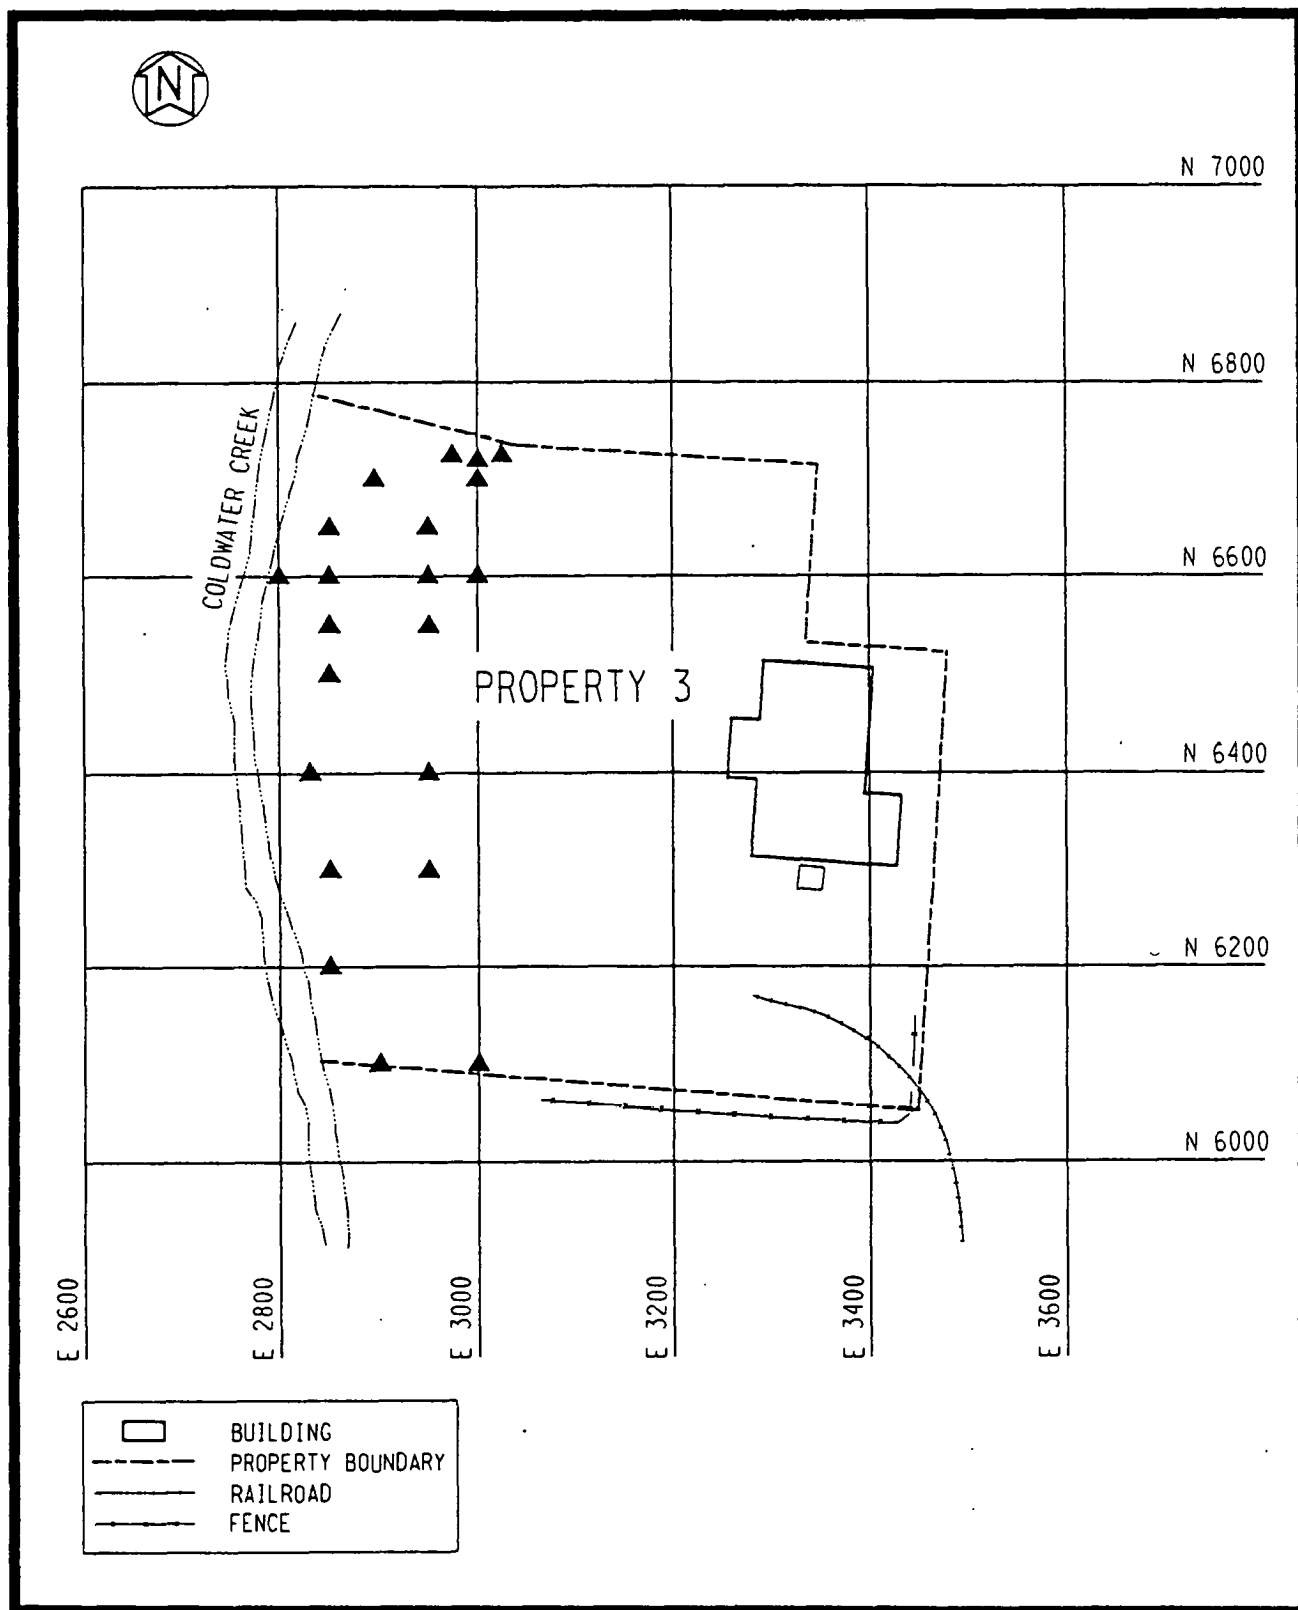 N
N 7000
N 6800
COLDWATER CREEK
N 6600
PROPERTY 3
N 6400
N 6200
N 6000
E 2600
E 2800
E 3000
E 3200
E 3400
E 3600
BUILDING
PROPERTY BOUNDARY
RAILROAD
FENCE